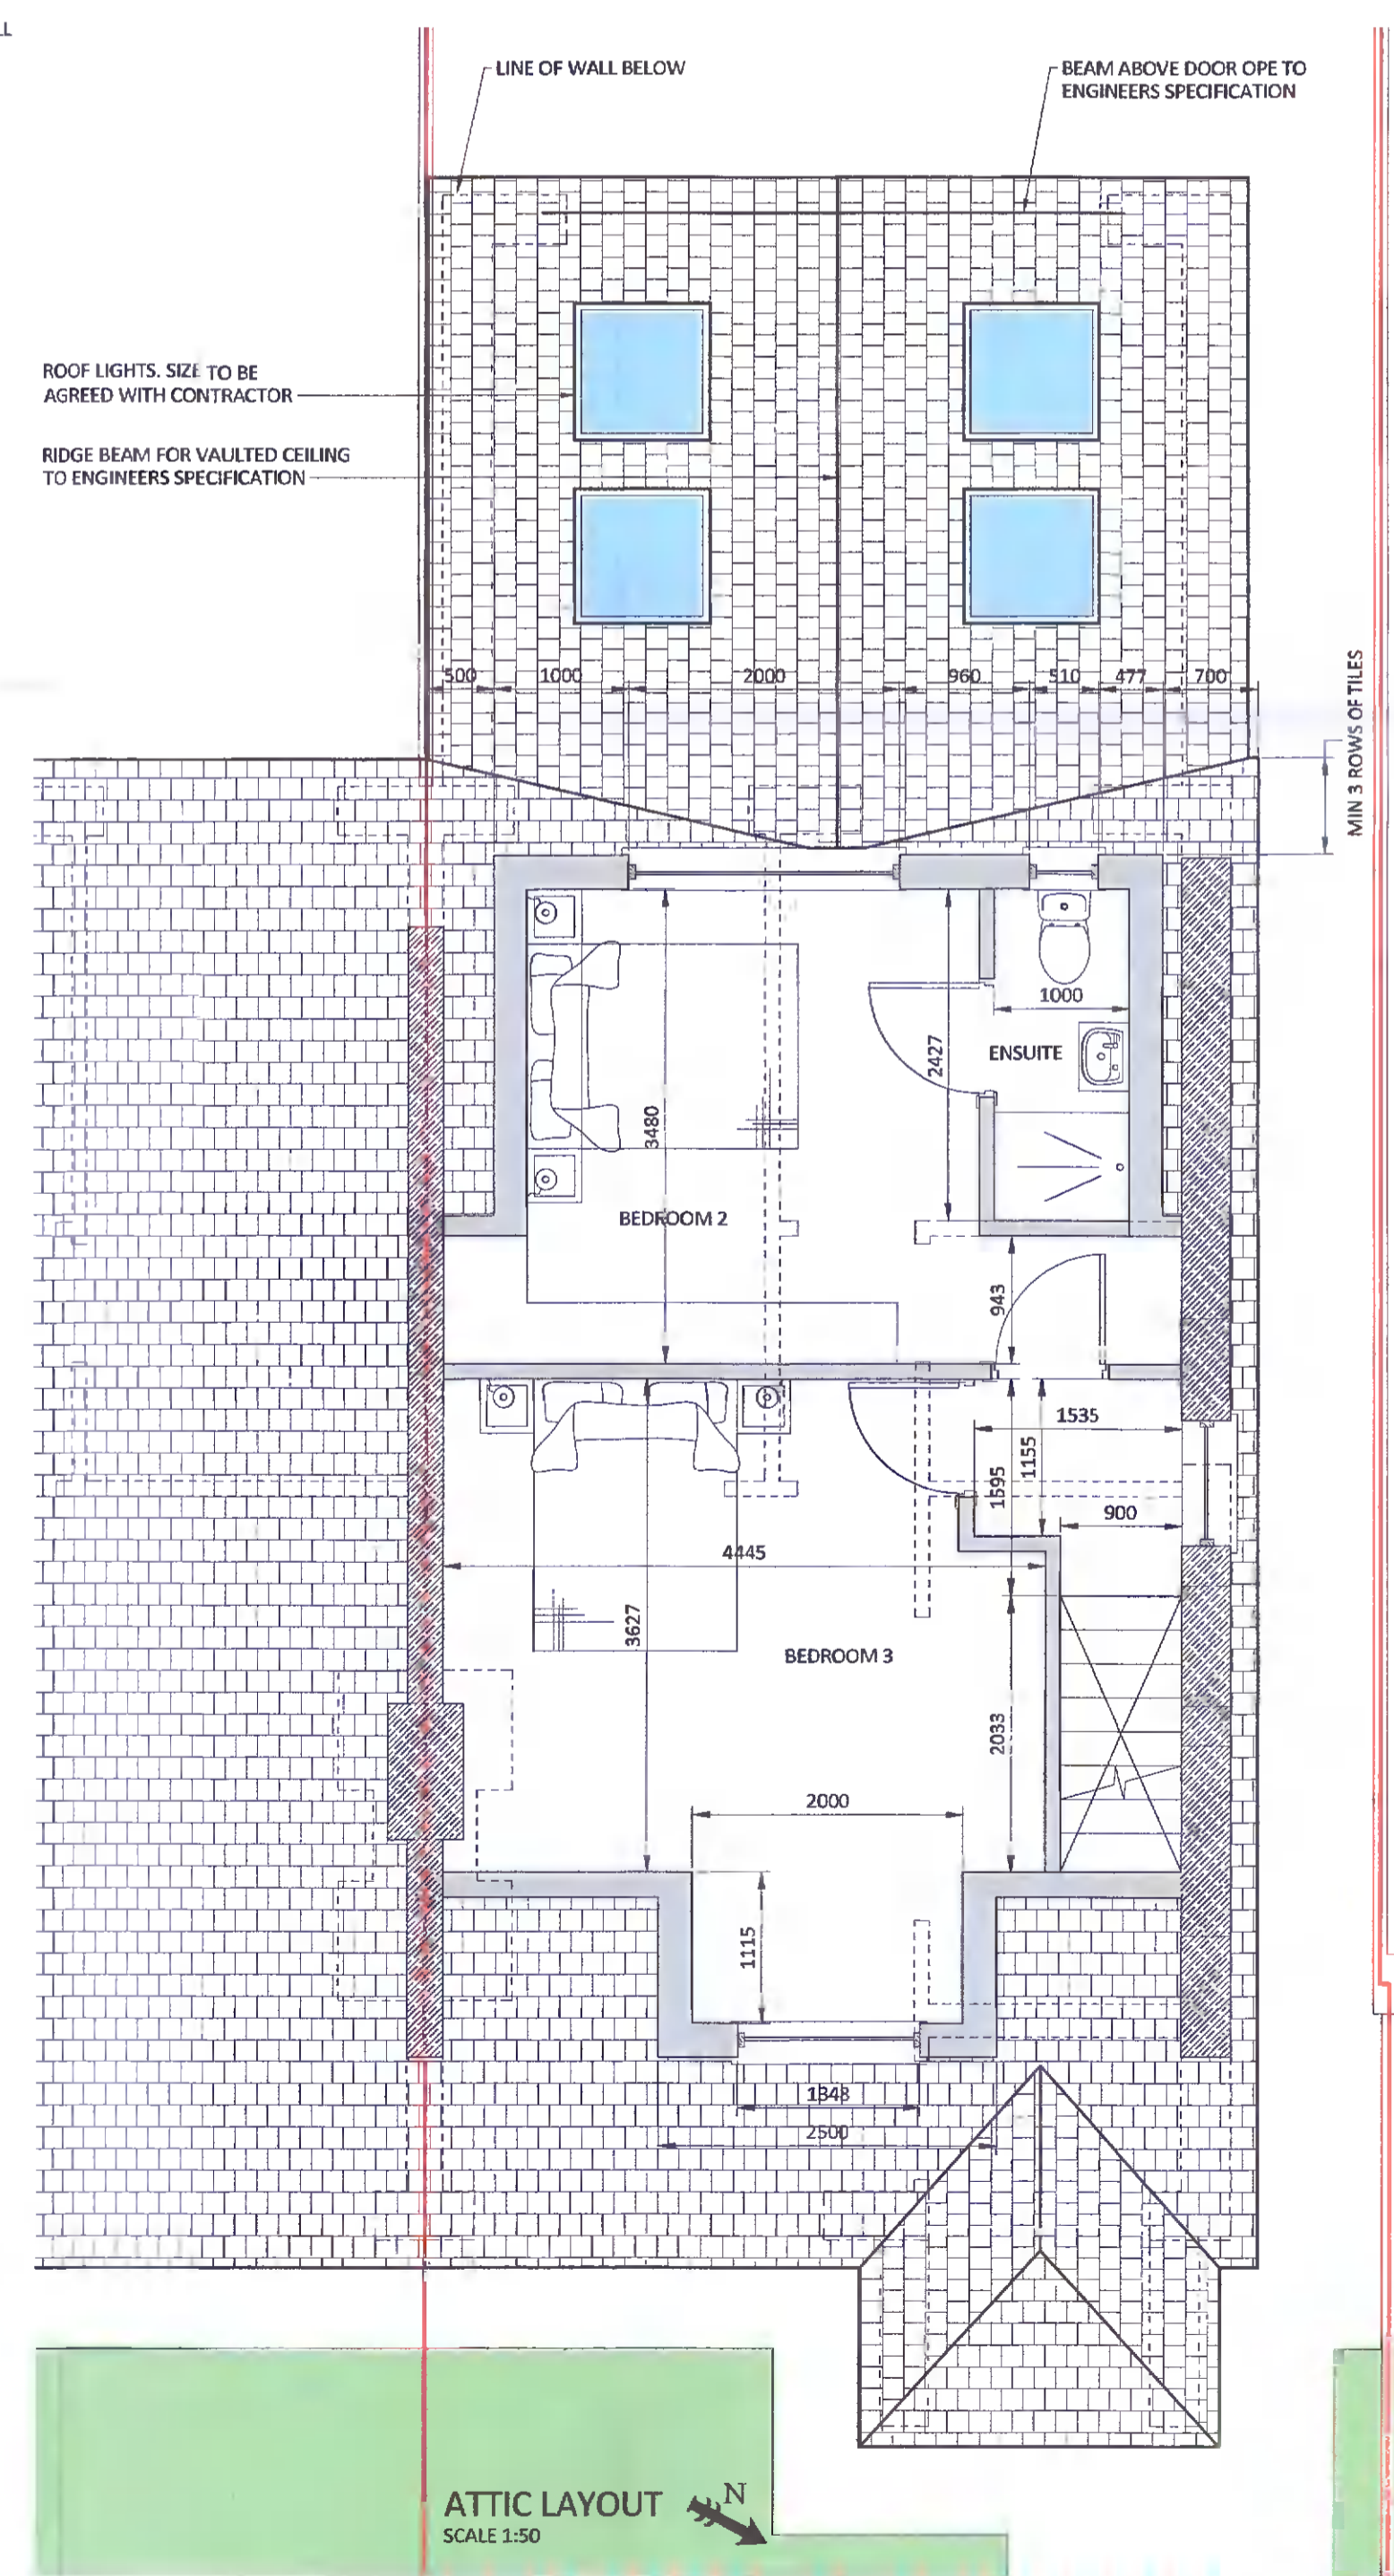 LINE OF WALL BELOW
BEAM ABOVE DOOR OPE TO
ENGINEERS SPECIFICATION
ROOF LIGHTS. SIZE TO BE
AGREED WITH CONTRACTOR
RIDGE BEAM FOR VAULTED CEILING
TO ENGINEERS SPECIFICATION
500
1000
2000
960
510
477
700
MIN 3 ROWS OF TILES
1000
ENSUITE
2427
3480
BEDROOM 2
943
1535
1155
1595
900
4445
3627
BEDROOM 3
2033
2000
1115
1348
2500
ATTIC LAYOUT
N
SCALE 1:50